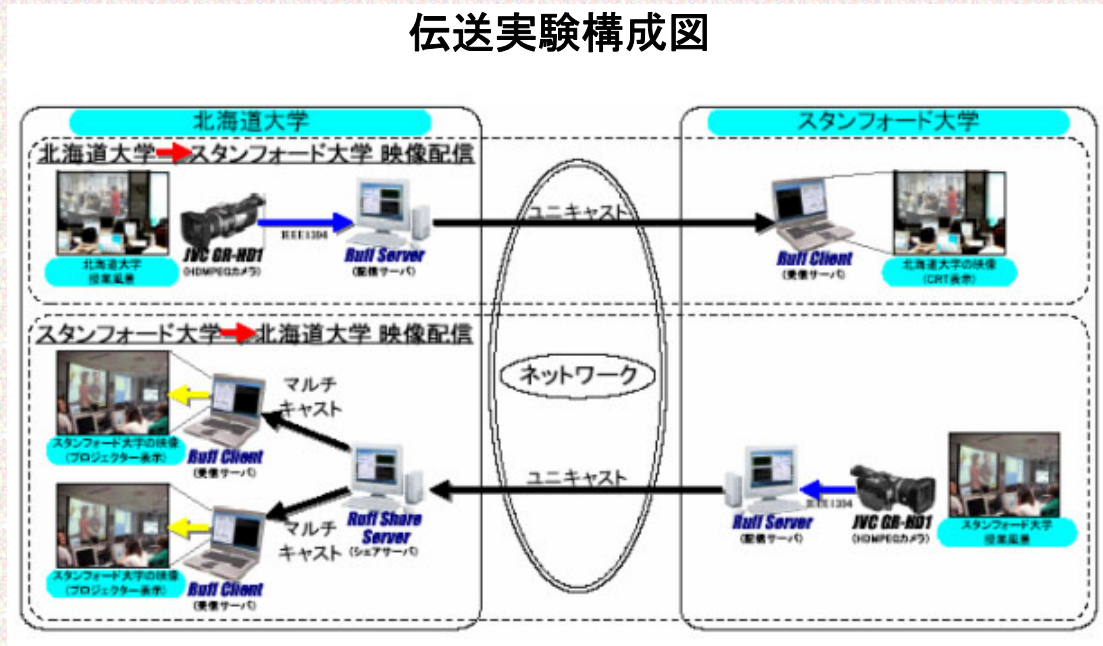 伝送実験構成図
北海道大学
スタンフォード大学
北海道大学➡スタンフォード大学 映像配信
北海道大学
授業風景
IEEE1394
JVC GR-HD1
(HDMPEGカメラ)
Ruff Server
(配信サーバ)
ユニキャスト
Ruff Client
(受信サーバ)
北海道大学の映像
(CRT表示)
スタンフォード大学➡北海道大学 映像配信
スタンフォード大学の映像
(プロジェクター表示)
Ruff Client
(受信サーバ)
マルチ
キャスト
ネットワーク
スタンフォード大学の映像
(プロジェクター表示)
Ruff Client
(受信サーバ)
マルチ
キャスト
Ruff Share
Server
(シェアサーバ)
ユニキャスト
Ruff Server
(配信サーバ)
IEEE1394
JVC GR-HD1
(HDMPEGカメラ)
スタンフォード大学
授業風景